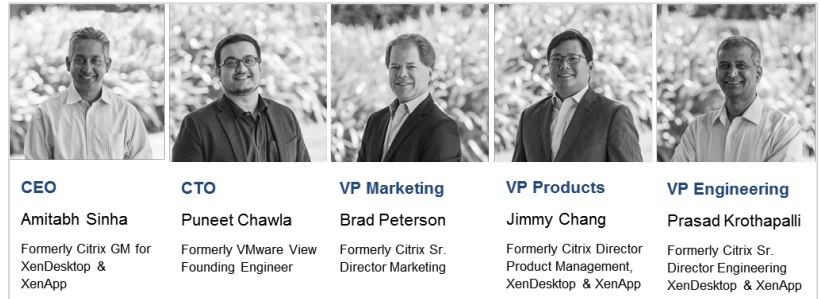 CEO
Amitabh Sinha
Formerly Citrix GM for
XenDesktop &
XenApp
CTO
Puneet Chawla
Formerly VMware View
Founding Engineer
VP Marketing
Brad Peterson
Formerly Citrix Sr.
Director Marketing
VP Products
Jimmy Chang
Formerly Citrix Director
Product Management,
XenDesktop & XenApp
VP Engineering
Prasad Krothapalli
Formerly Citrix Sr.
Director Engineering
XenDesktop & XenApp